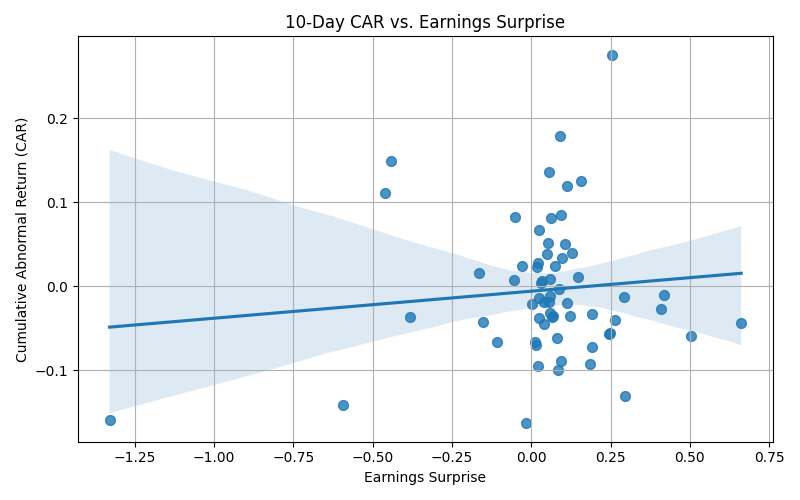 10-Day CAR vs. Earnings Surprise
Cumulative Abnormal Return (CAR)
0.2
0.1
0.0
−0.1
−1.25 −1.00 −0.75 −0.50 −0.25 0.00 0.25 0.50 0.75
Earnings Surprise